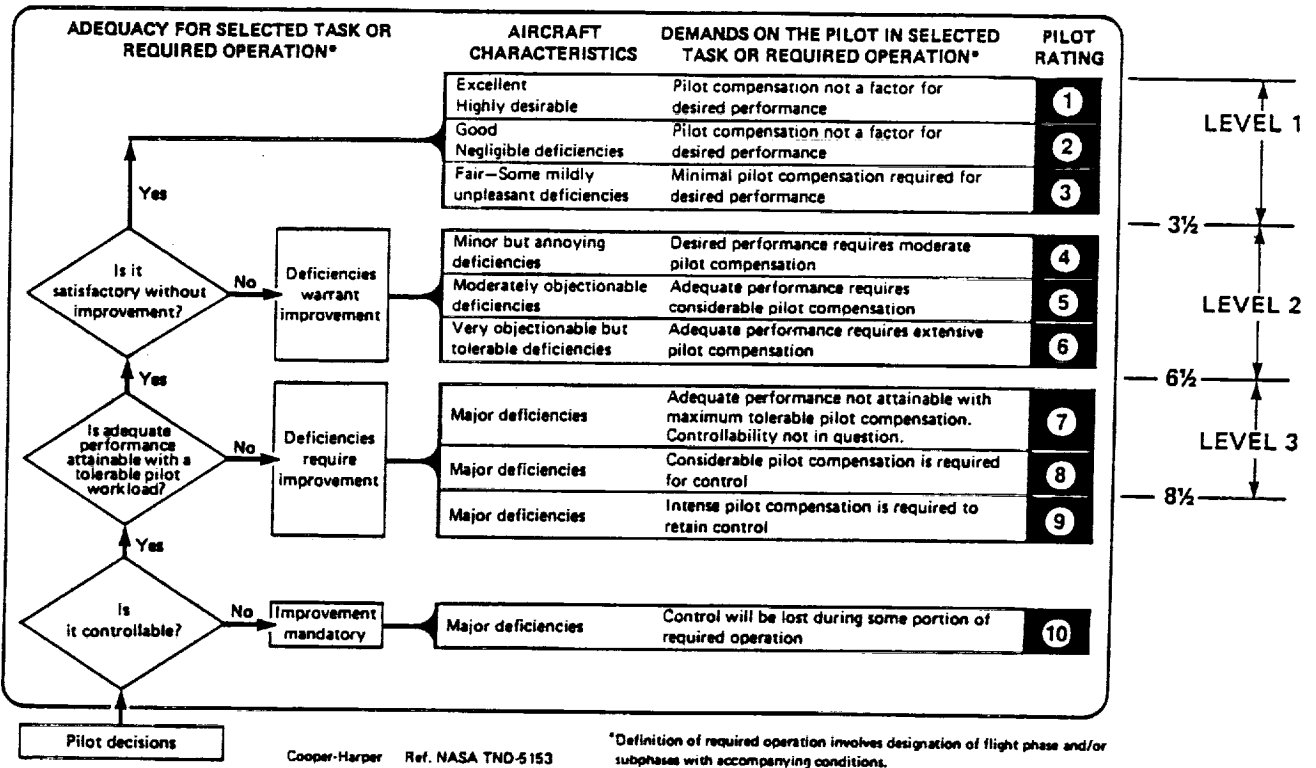 ADEQUACY FOR SELECTED TASK OR
REQUIRED OPERATION*
AIRCRAFT
CHARACTERISTICS
DEMANDS ON THE PILOT IN SELECTED
TASK OR REQUIRED OPERATION*
PILOT
RATING
Excellent
Highly desirable
Pilot compensation not a factor for
desired performance
1
Good
Negligible deficiencies
Pilot compensation not a factor for
desired performance
2
Fair—Some mildly
unpleasant deficiencies
Minimal pilot compensation required for
desired performance
3
LEVEL 1
3½
Yes
Is it
satisfactory without
improvement?
No
Deficiencies
warrant
improvement
Minor but annoying
deficiencies
Desired performance requires moderate
pilot compensation
4
Moderately objectionable
deficiencies
Adequate performance requires
considerable pilot compensation
5
Very objectionable but
tolerable deficiencies
Adequate performance requires extensive
pilot compensation
6
LEVEL 2
6½
Yes
Is adequate
performance
attainable with a
tolerable pilot
workload?
No
Deficiencies
require
improvement
Major deficiencies
Adequate performance not attainable with
maximum tolerable pilot compensation.
Controllability not in question.
7
Major deficiencies
Considerable pilot compensation is required
for control
8
Major deficiencies
Intense pilot compensation is required to
retain control
9
LEVEL 3
8½
Yes
Is
it controllable?
No
Improvement
mandatory
Major deficiencies
Control will be lost during some portion of
required operation
10
Pilot decisions
Cooper-Harper Ref. NASA TND-5153
*Definition of required operation involves designation of flight phase and/or
subphases with accompanying conditions.